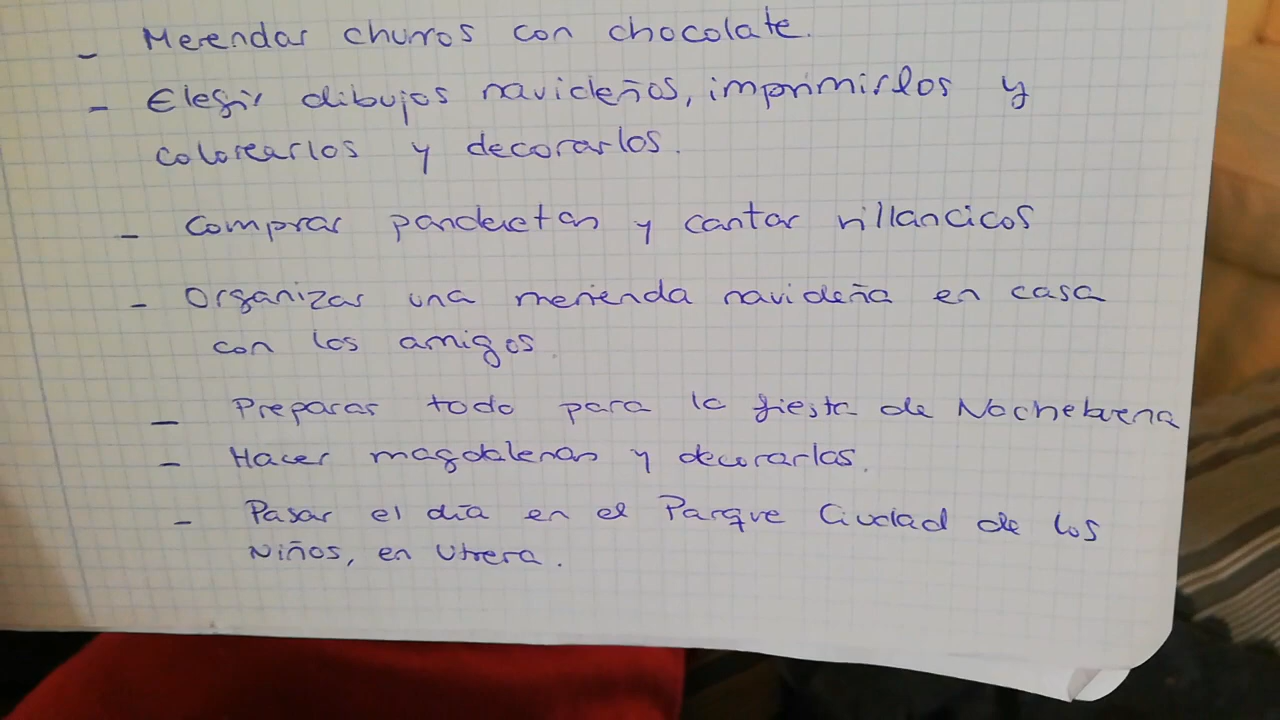 - Merendar churros con chocolate.
- Elegir dibujos navideños, imprimirlos y
colorearlos y decorarlos.
- Comprar panderetas y cantar villancicos
- Organizar una merienda navideña en casa
con los amigos.
- Preparar todo para la fiesta de Nochebuena
- Hacer magdalenas y decorarlas.
- Pasar el día en el Parque Ciudad de los
Niños, en Utrera.